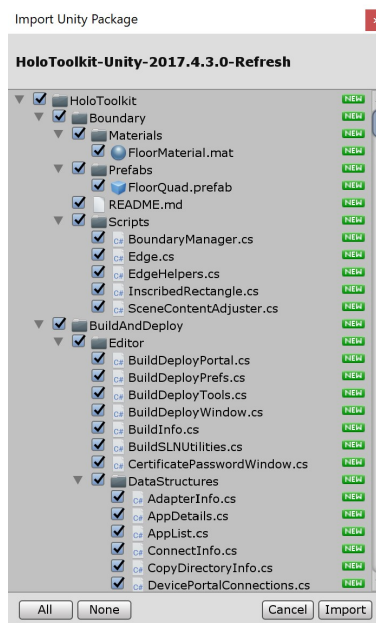 Import Unity Package
HoloToolkit-Unity-2017.4.3.0-Refresh
HoloToolkit NEW
Boundary NEW
Materials NEW
FloorMaterial.mat NEW
Prefabs NEW
FloorQuad.prefab NEW
README.md NEW
Scripts NEW
C# BoundaryManager.cs NEW
C# Edge.cs NEW
C# EdgeHelpers.cs NEW
C# InscribedRectangle.cs NEW
C# SceneContentAdjuster.cs NEW
BuildAndDeploy NEW
Editor NEW
C# BuildDeployPortal.cs NEW
C# BuildDeployPrefs.cs NEW
C# BuildDeployTools.cs NEW
C# BuildDeployWindow.cs NEW
C# BuildInfo.cs NEW
C# BuildSLNUtilities.cs NEW
C# CertificatePasswordWindow.cs NEW
DataStructures NEW
C# AdapterInfo.cs NEW
C# AppDetails.cs NEW
C# AppList.cs NEW
C# ConnectInfo.cs NEW
C# CopyDirectoryInfo.cs NEW
C# DevicePortalConnections.cs NEW
All None Cancel Import